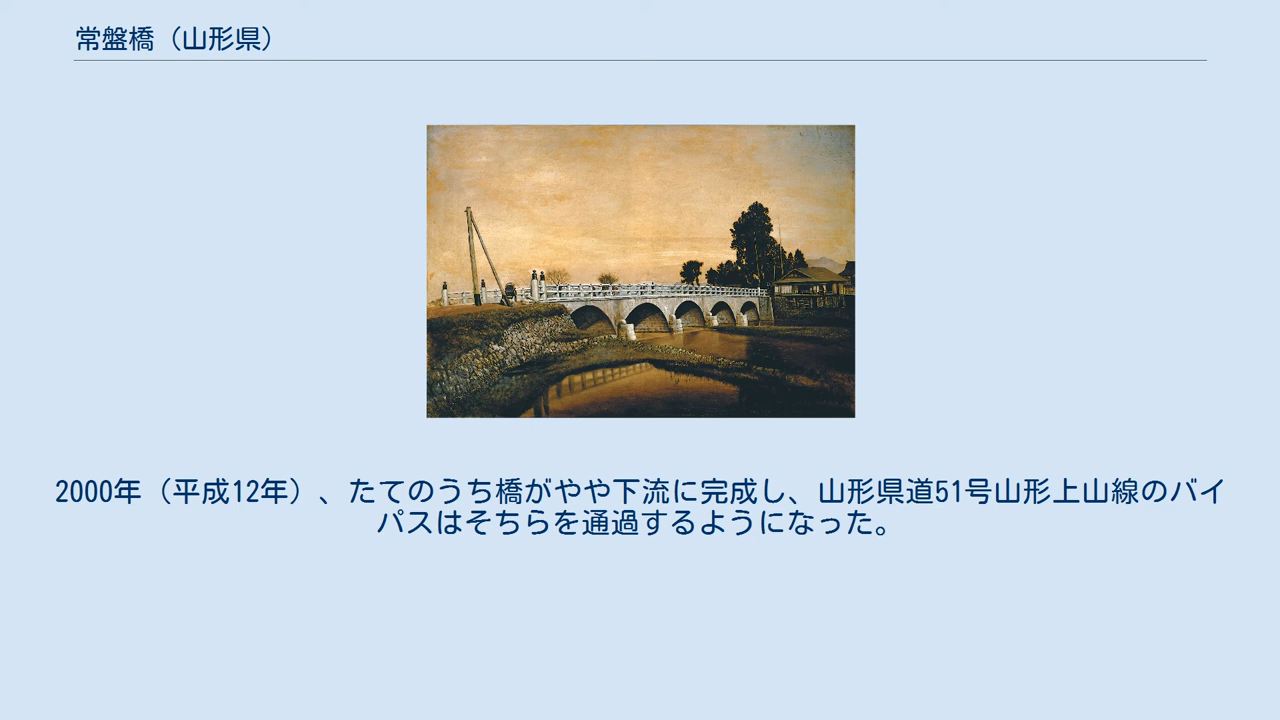 常盤橋（山形県）
2000年（平成12年）、たてのうち橋がやや下流に完成し、山形県道51号山形上山線のバイ
パスはそちらを通過するようになった。